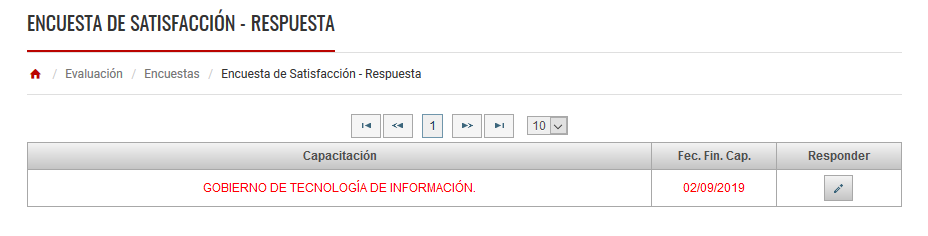 ENCUESTA DE SATISFACCIÓN - RESPUESTA
/ Evaluación / Encuestas / Encuesta de Satisfacción - Respuesta
1 10
Capacitación Fec. Fin. Cap. Responder
GOBIERNO DE TECNOLOGÍA DE INFORMACIÓN. 02/09/2019